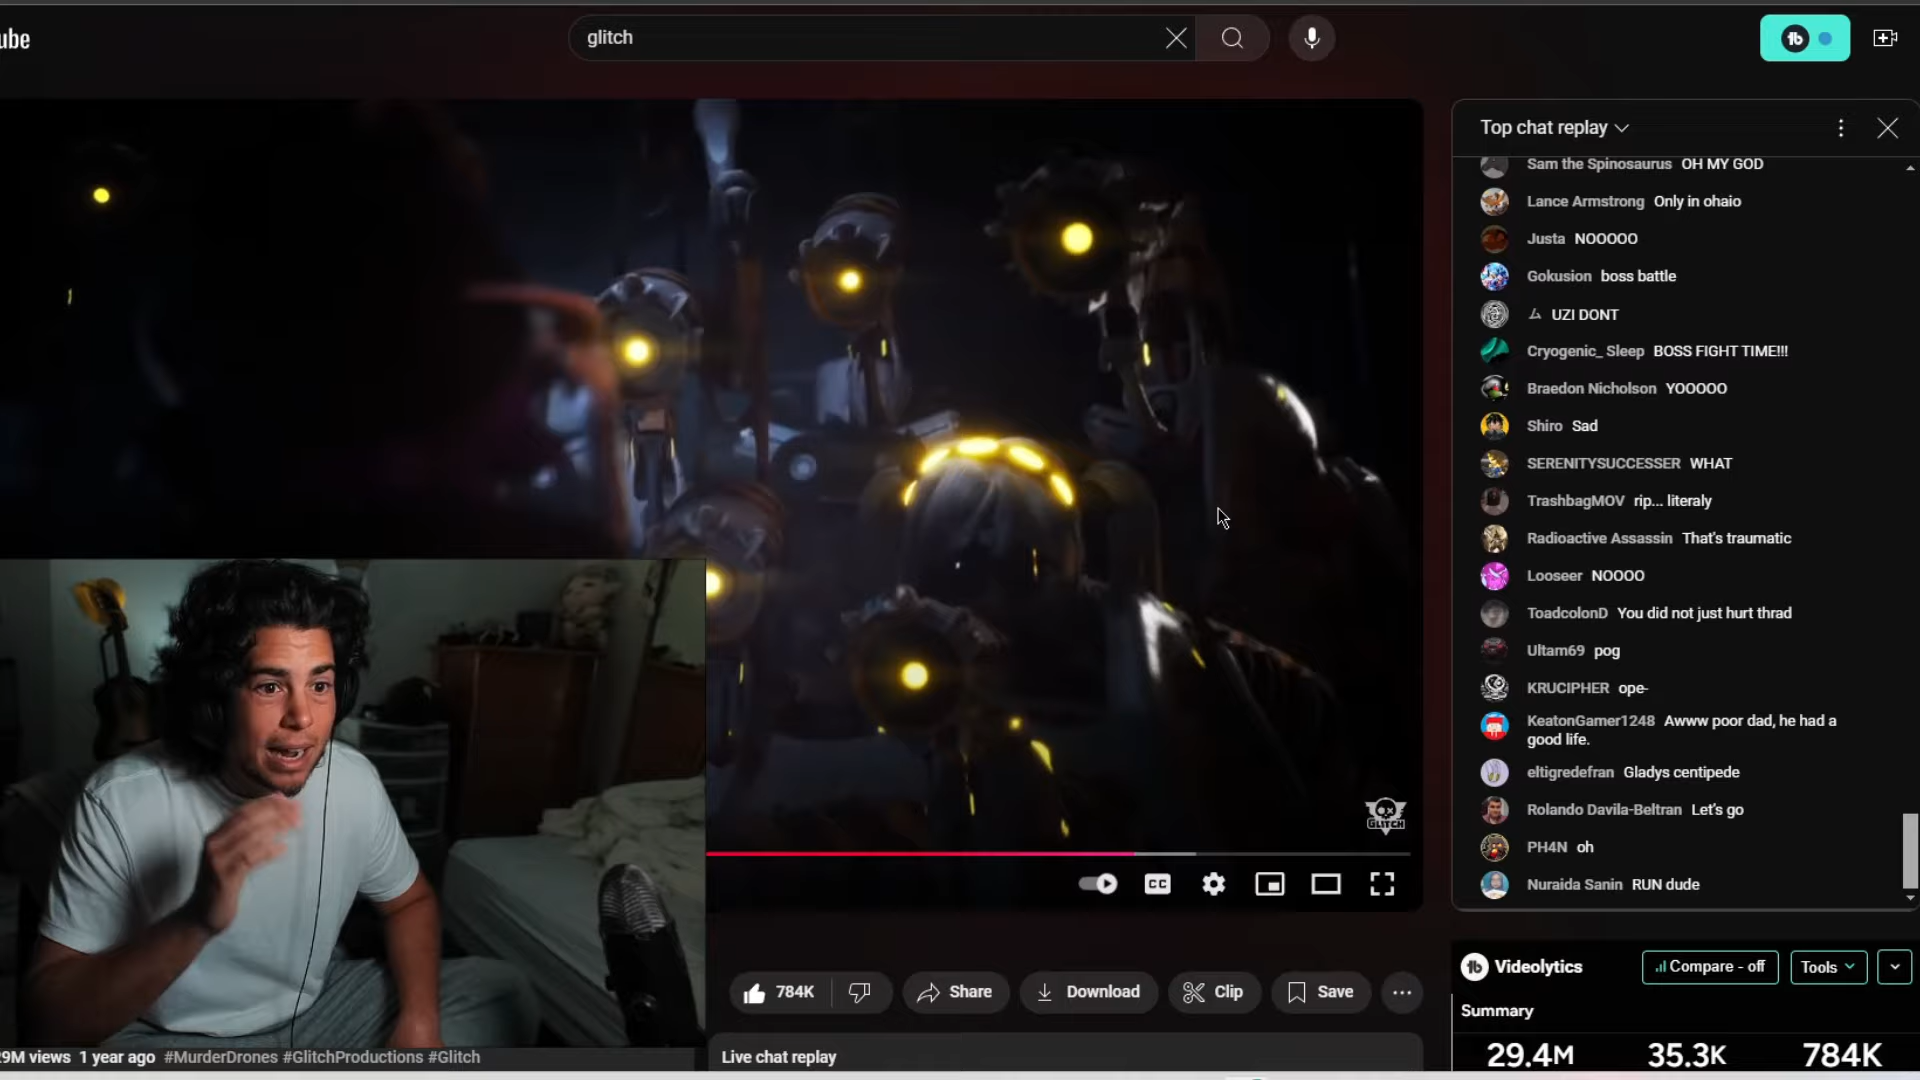 ube
glitch
Top chat replay
Sam the Spinosaurus OH MY GOD
Lance Armstrong Only in ohaio
Justa NOOOOO
Gokusion boss battle
UZI DONT
Cryogenic_ Sleep BOSS FIGHT TIME!!!
Braedon Nicholson YOOOOO
Shiro Sad
SERENITYSUCCESSER WHAT
TrashbagMOV rip... literaly
Radioactive Assassin That's traumatic
Looseer NOOOO
ToadcolonD You did not just hurt thrad
Ultam69 pog
KRUCIPHER ope-
KeatonGamer1248 Awww poor dad, he had a
good life.
eltigredefran Gladys centipede
Rolando Davila-Beltran Let's go
PH4N oh
Nuraida Sanin RUN dude
GLITCH
CC
784K
Share
Download
Clip
Save
Videolytics
Compare - off
Tools
Summary
29.4M 35.3K 784K
29M views 1 year ago #MurderDrones #GlitchProductions #Glitch
Live chat replay